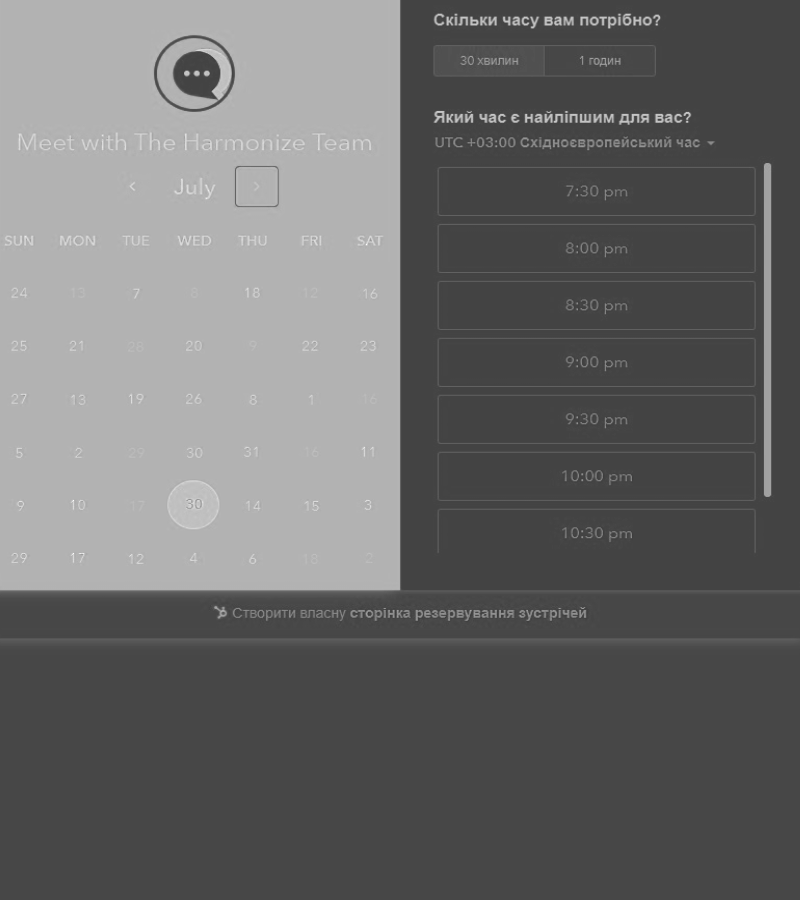 Meet with The Harmonize Team
July
SUN MON TUE WED THU FRI SAT
24 13 7 8 18 12 16
25 21 28 20 9 22 23
27 13 19 26 8 1 16
5 2 29 30 31 16 11
9 10 17 30 14 15 3
29 17 12 4 6 18 2
Скільки часу вам потрібно?
30 хвилин 1 годин
Який час є найліпшим для вас?
UTC +03:00 Східноєвропейський час
7:30 pm
8:00 pm
8:30 pm
9:00 pm
9:30 pm
10:00 pm
10:30 pm
Створити власну сторінка резервування зустрічей